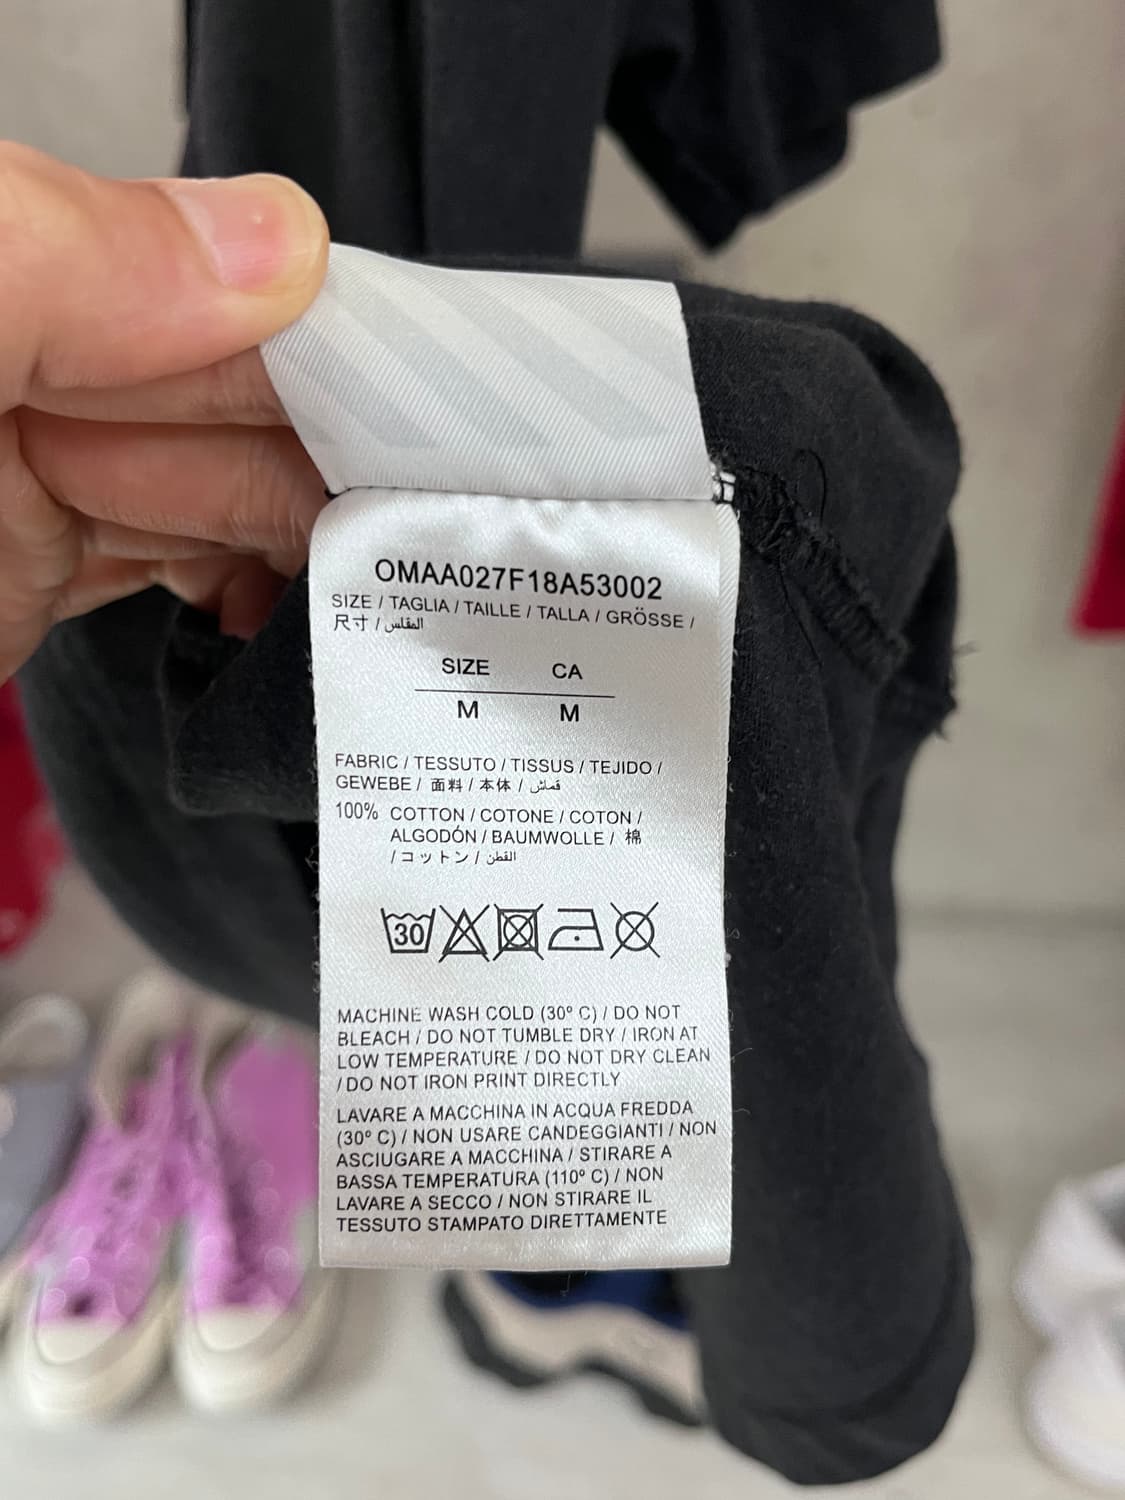 OMAA027F18A53002
SIZE / TAGLIA / TAILLE / TALLA / GRÖSSE /
尺寸 / المقاس
SIZE CA
M M
FABRIC / TESSUTO / TISSUS / TEJIDO /
GEWEBE / 面料 / 本体 / قماش
100% COTTON / COTONE / COTON /
ALGODÓN / BAUMWOLLE / 棉
/ コットン / القطن
30
MACHINE WASH COLD (30º C) / DO NOT
BLEACH / DO NOT TUMBLE DRY / IRON AT
LOW TEMPERATURE / DO NOT DRY CLEAN
/ DO NOT IRON PRINT DIRECTLY
LAVARE A MACCHINA IN ACQUA FREDDA
(30º C) / NON USARE CANDEGGIANTI / NON
ASCIUGARE A MACCHINA / STIRARE A
BASSA TEMPERATURA (110º C) / NON
LAVARE A SECCO / NON STIRARE IL
TESSUTO STAMPATO DIRETTAMENTE